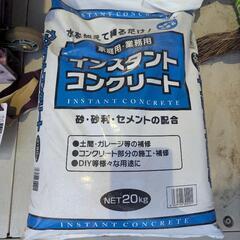 INSTANT CONCRETE
水を加えて練るだけ!
家庭用・業務用
インスタント
コンクリート
INSTANT CONCRETE
砂・砂利・セメントの配合
●土間・ガレージ等の補修
●コンクリート部分の施工・補修
●DIY等様々な用途に
NET20kg
INSTANT CONCRETE